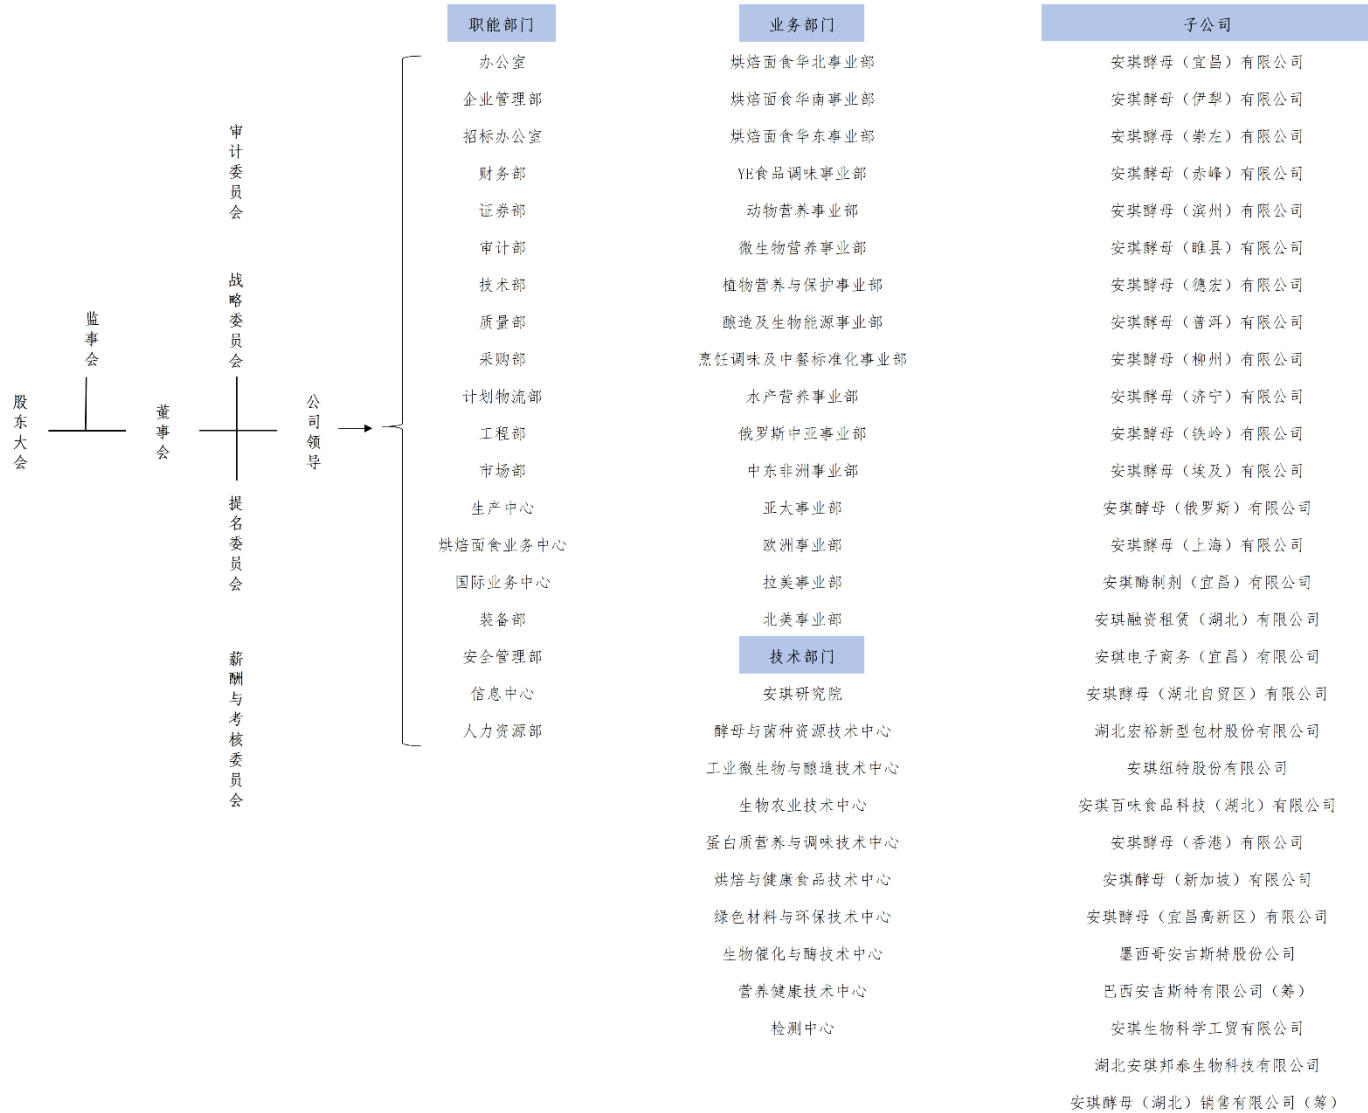 股东大会
监事会
董事会
审计委员会
战略委员会
提名委员会
薪酬与考核委员会
公司领导
职能部门
办公室
企业管理部
招标办公室
财务部
证券部
审计部
技术部
质量部
采购部
计划物流部
工程部
市场部
生产中心
烘焙面食业务中心
国际业务中心
装备部
安全管理部
信息中心
人力资源部
业务部门
烘焙面食华北事业部
烘焙面食华南事业部
烘焙面食华东事业部
YE食品调味事业部
动物营养事业部
微生物营养事业部
植物营养与保护事业部
酿造及生物能源事业部
烹饪调味及中餐标准化事业部
水产营养事业部
俄罗斯中亚事业部
中东非洲事业部
亚太事业部
欧洲事业部
拉美事业部
北美事业部
技术部门
安琪研究院
酵母与菌种资源技术中心
工业微生物与酿造技术中心
生物农业技术中心
蛋白质营养与调味技术中心
烘焙与健康食品技术中心
绿色材料与环保技术中心
生物催化与酶技术中心
营养健康技术中心
检测中心
子公司
安琪酵母（宜昌）有限公司
安琪酵母（伊犁）有限公司
安琪酵母（崇左）有限公司
安琪酵母（赤峰）有限公司
安琪酵母（滨州）有限公司
安琪酵母（睢县）有限公司
安琪酵母（德宏）有限公司
安琪酵母（普洱）有限公司
安琪酵母（柳州）有限公司
安琪酵母（济宁）有限公司
安琪酵母（铁岭）有限公司
安琪酵母（埃及）有限公司
安琪酵母（俄罗斯）有限公司
安琪酵母（上海）有限公司
安琪酶制剂（宜昌）有限公司
安琪融资租赁（湖北）有限公司
安琪电子商务（宜昌）有限公司
安琪酵母（湖北自贸区）有限公司
湖北宏裕新型包材股份有限公司
安琪纽特股份有限公司
安琪百味食品科技（湖北）有限公司
安琪酵母（香港）有限公司
安琪酵母（新加坡）有限公司
安琪酵母（宜昌高新区）有限公司
墨西哥安吉斯特股份公司
巴西安吉斯特有限公司（筹）
安琪生物科学工贸有限公司
湖北安琪邦泰生物科技有限公司
安琪酵母（湖北）销售有限公司（筹）